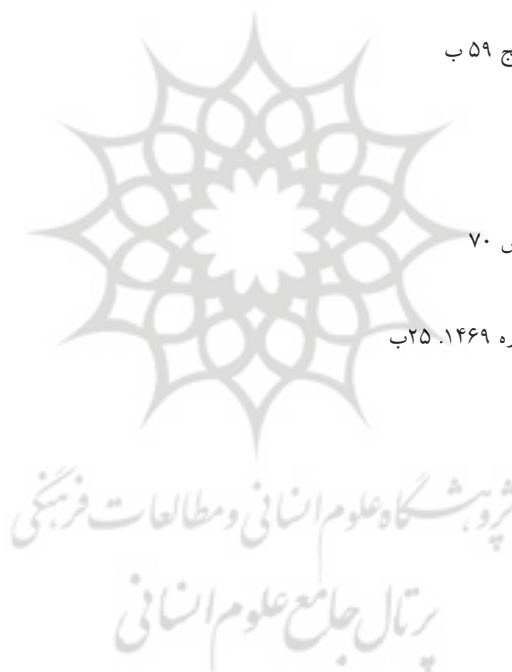 ج ۵۹ ب
۷۰
ره ۱۴۶۹. ۲۵ب
پژوهشگاه علوم انسانی و مطالعات فرهنگی
پرتال جامع علوم انسانی